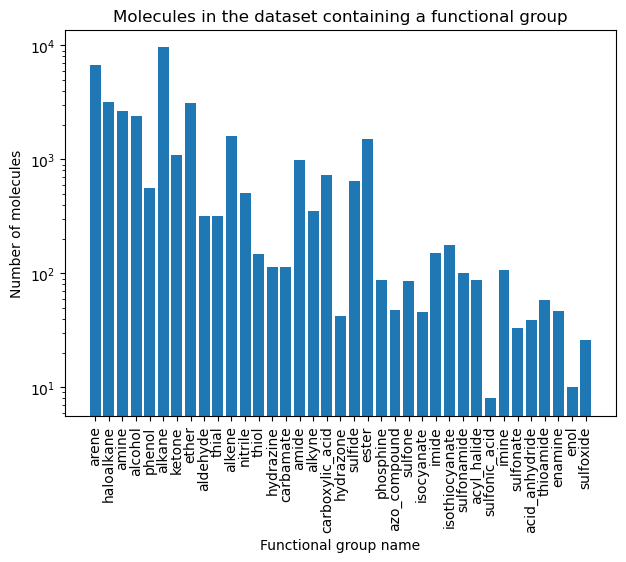 Molecules in the dataset containing a functional group
Number of molecules
10^4
10^3
10^2
10^1
arene
haloalkane
amine
alcohol
phenol
alkane
ketone
ether
aldehyde
thial
alkene
nitrile
thiol
hydrazine
carbamate
amide
alkyne
carboxylic_acid
hydrazone
sulfide
ester
phosphine
azo_compound
sulfone
isocyanate
imide
isothiocyanate
sulfonamide
acyl_halide
sulfonic_acid
imine
sulfonate
acid_anhydride
thioamide
enamine
enol
sulfoxide
Functional group name